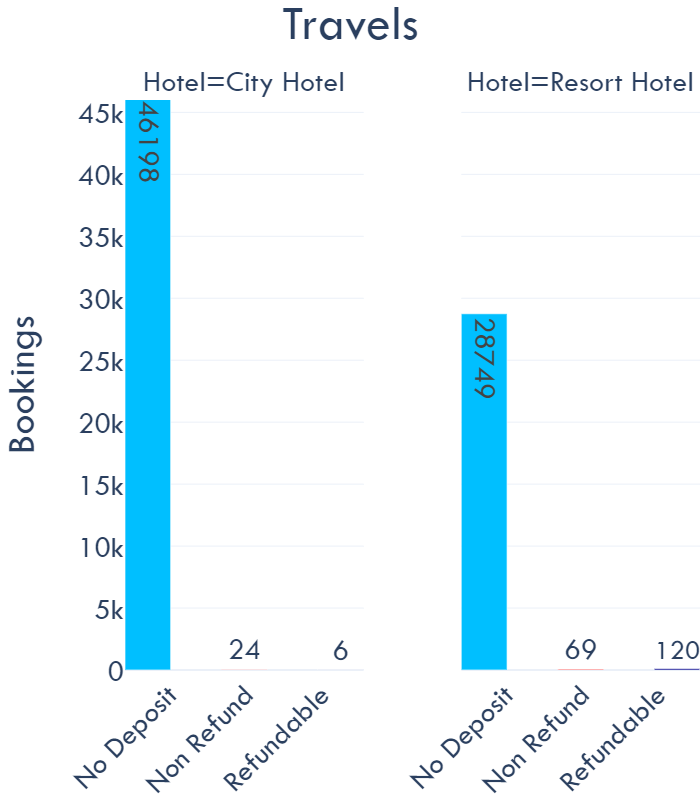 Travels
Hotel=City Hotel
Hotel=Resort Hotel
Bookings
45k
40k
35k
30k
25k
20k
15k
10k
5k
0
46198
24
6
28749
69
120
No Deposit
Non Refund
Refundable
No Deposit
Non Refund
Refundable